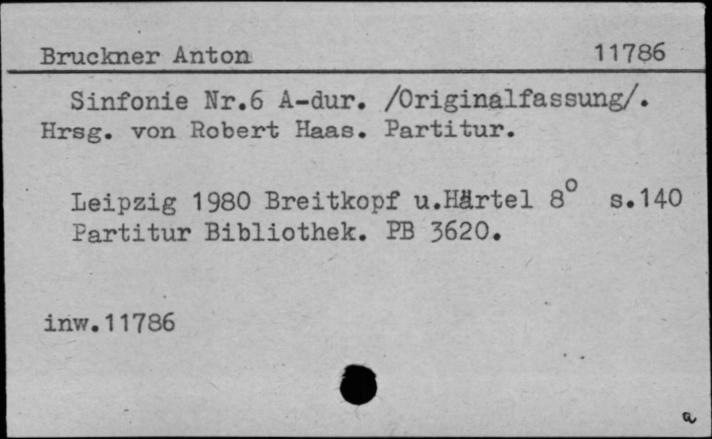 Bruckner Anton 11786
Sinfonie Nr.6 A-dur. /Originalfassung/.
Hrsg. von Robert Haas. Partitur.
Leipzig 1980 Breitkopf u.Härtel 8° s.140
Partitur Bibliothek. PB 3620.
inw.11786
a